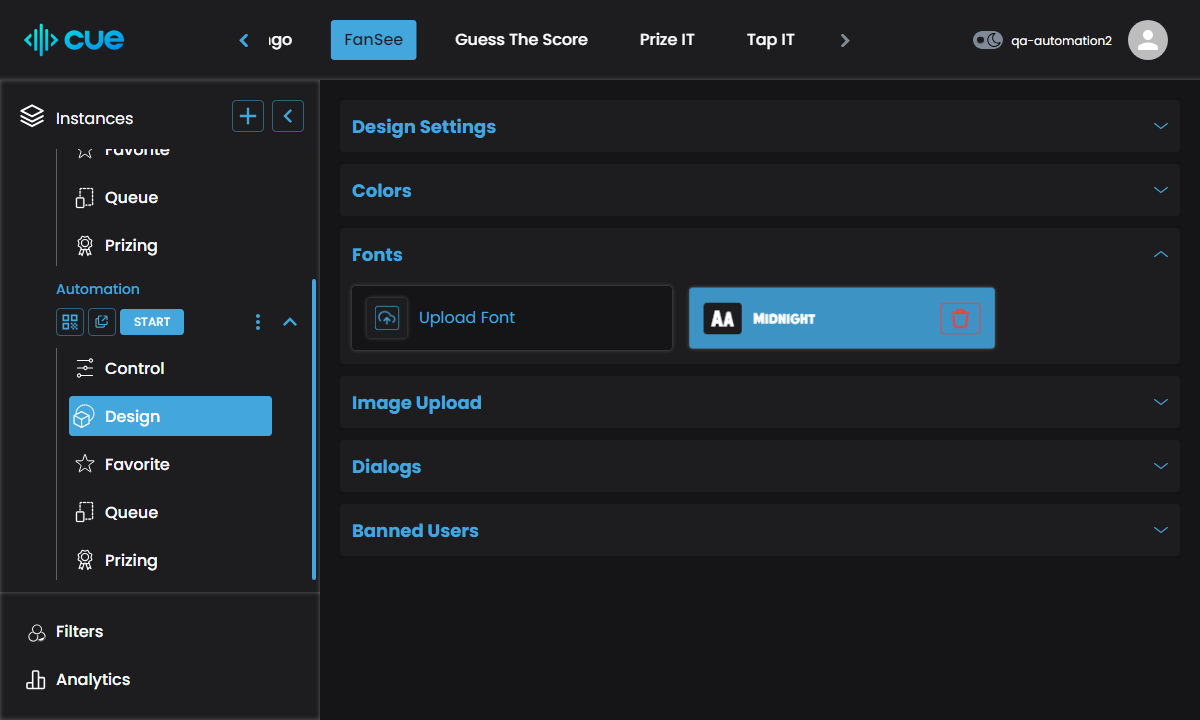 cue
ngo
FanSee
Guess The Score
Prize IT
Tap IT
qa-automation2
Instances
Favorite
Queue
Prizing
Automation
START
Control
Design
Favorite
Queue
Prizing
Filters
Analytics
Design Settings
Colors
Fonts
Upload Font
AA
MIDNIGHT
Image Upload
Dialogs
Banned Users